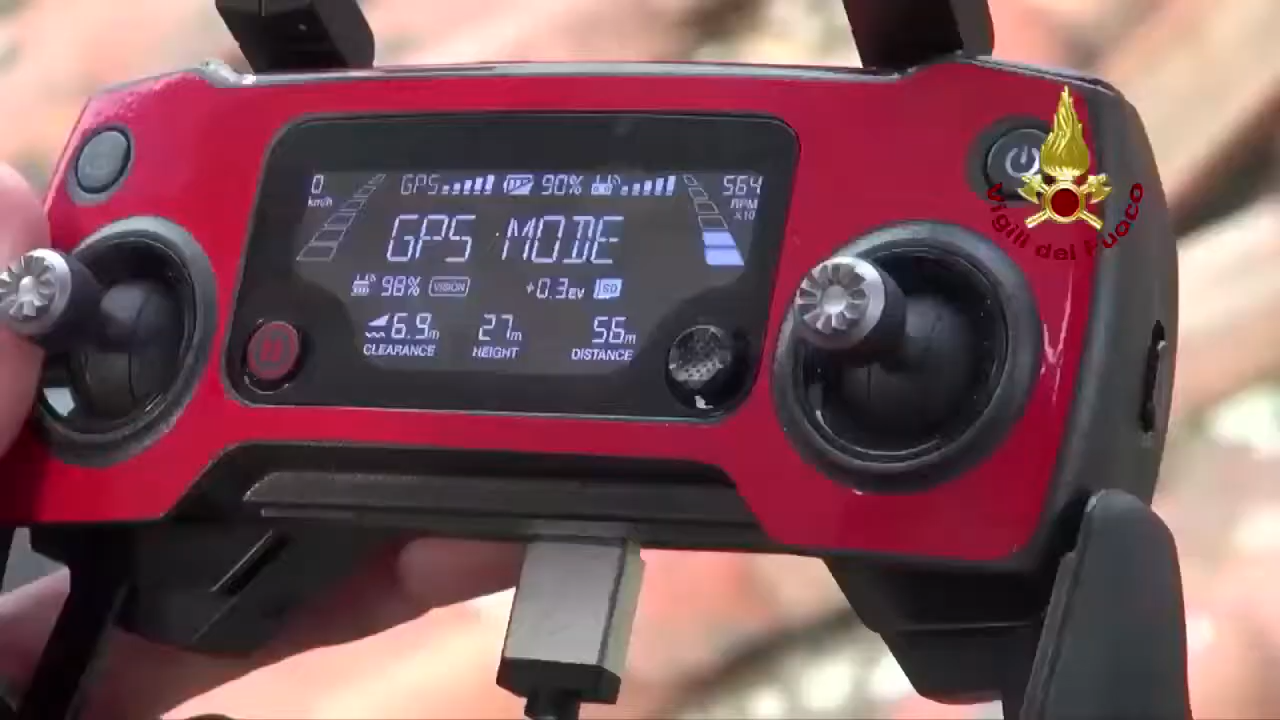 0 km/h GPS 90% 564 RPM X10
GPS MODE
98% VISION +0.3EV SD
6.9m 27m 56m
CLEARANCE HEIGHT DISTANCE
Vigili del Fuoco